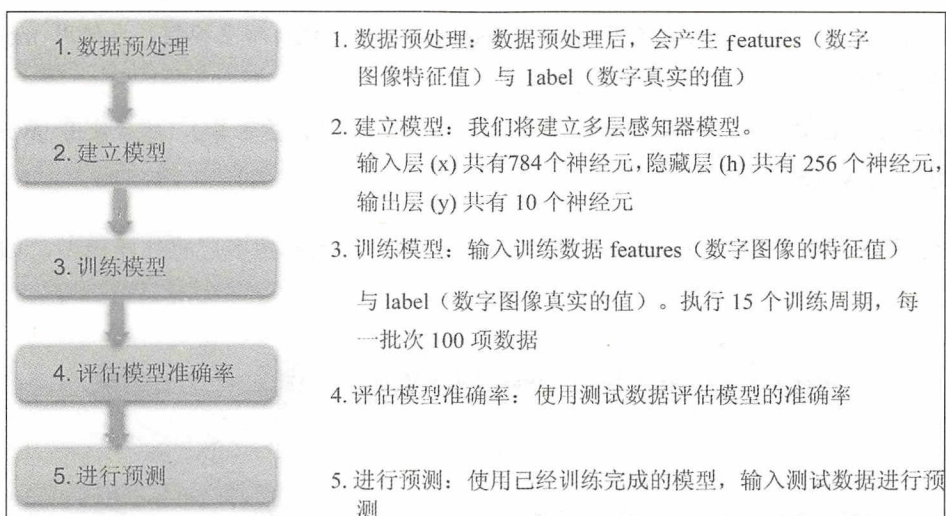 1. 数据预处理
2. 建立模型
3. 训练模型
4. 评估模型准确率
5. 进行预测
1. 数据预处理：数据预处理后，会产生 features（数字
图像特征值）与 label（数字真实的值）
2. 建立模型：我们将建立多层感知器模型。
输入层 (x) 共有784个神经元，隐藏层 (h) 共有 256 个神经元，
输出层 (y) 共有 10 个神经元
3. 训练模型：输入训练数据 features（数字图像的特征值）
与 label（数字图像真实的值）。执行 15 个训练周期，每
一批次 100 项数据
4. 评估模型准确率：使用测试数据评估模型的准确率
5. 进行预测：使用已经训练完成的模型，输入测试数据进行预
测